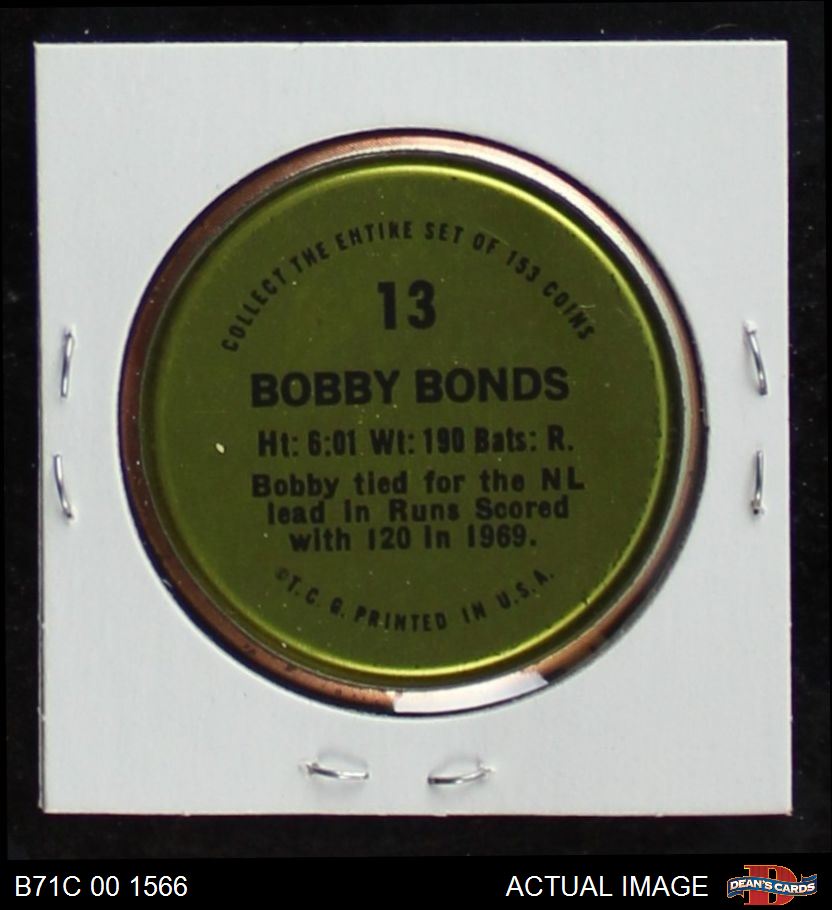 COLLECT THE ENTIRE SET OF 153 COINS
13
BOBBY BONDS
Ht: 6:01 Wt: 190 Bats: R.
Bobby tied for the NL
lead in Runs Scored
with 120 in 1969.
©T. C. G. PRINTED IN U.S.A.
B71C 00 1566
ACTUAL IMAGE
D
DEAN'S CARDS